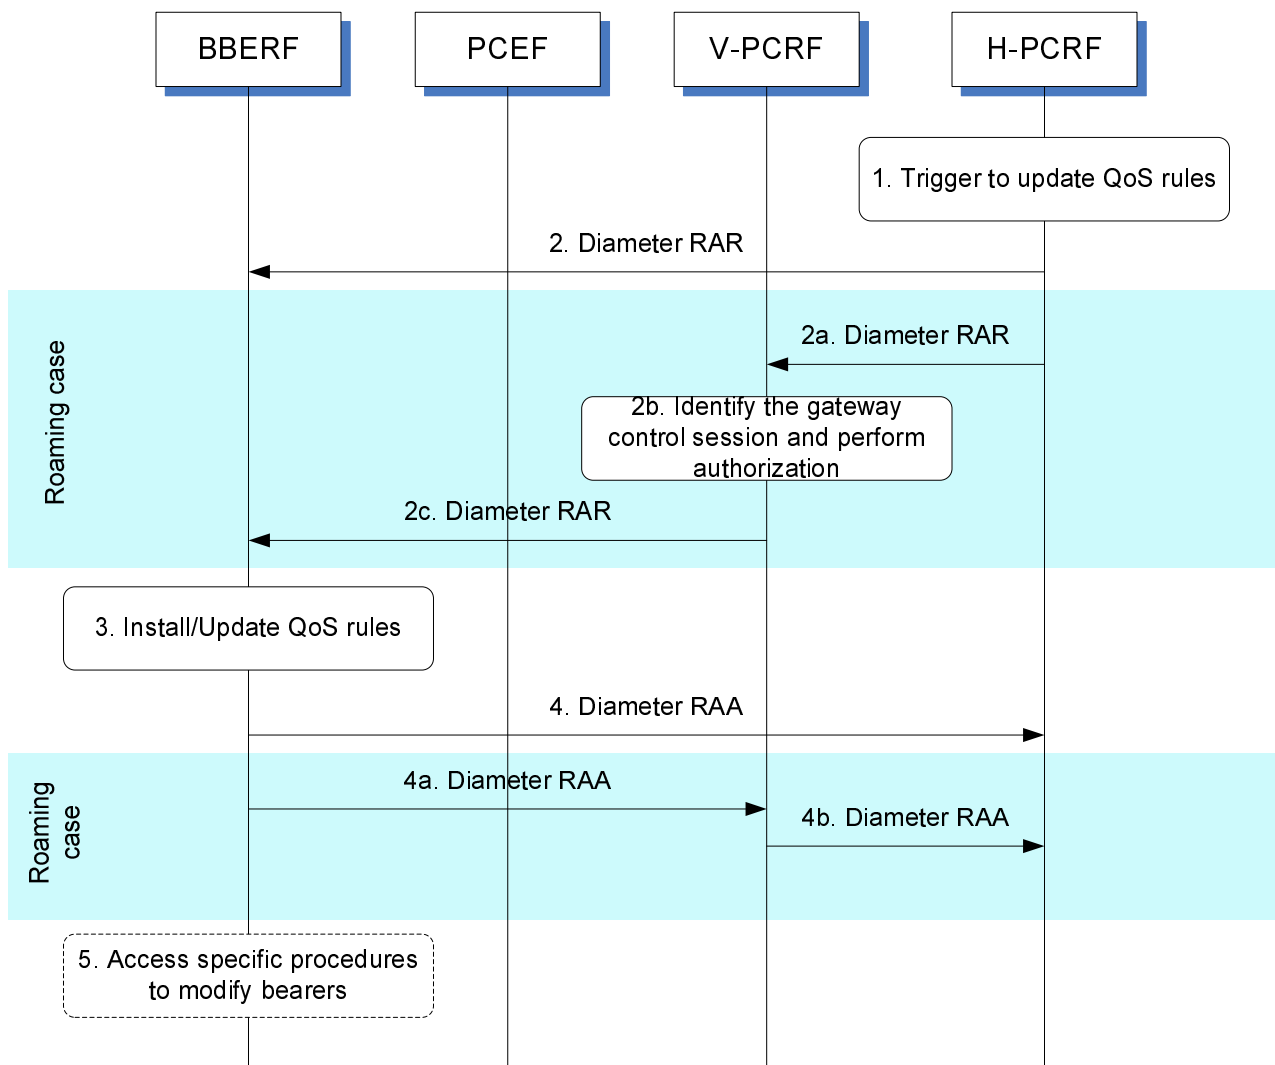 BBERF
PCEF
V-PCRF
H-PCRF
1. Trigger to update QoS rules
2. Diameter RAR
Roaming case
2a. Diameter RAR
2b. Identify the gateway
control session and perform
authorization
2c. Diameter RAR
3. Install/Update QoS rules
4. Diameter RAA
Roaming
case
4a. Diameter RAA
4b. Diameter RAA
5. Access specific procedures
to modify bearers